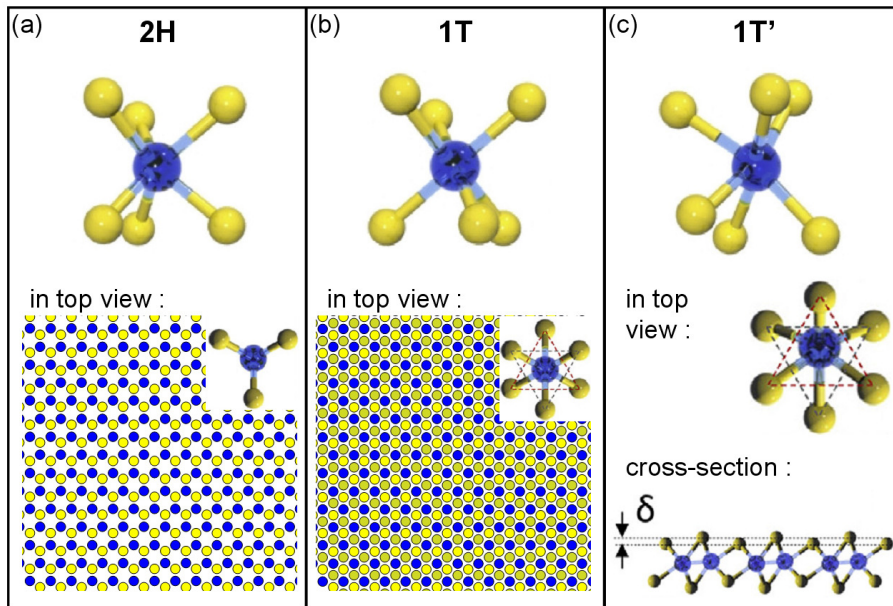 (a) 2H
in top view :
(b) 1T
in top view :
(c) 1T’
in top
view :
cross-section :
δ